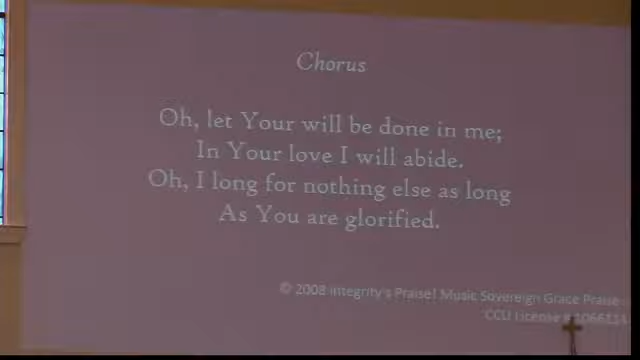 Chorus
Oh, let Your will be done in me;
In Your love I will abide.
Oh, I long for nothing else as long
As You are glorified.
© 2008 Integrity's Praise! Music Sovereign Grace Praise
CCLI License #